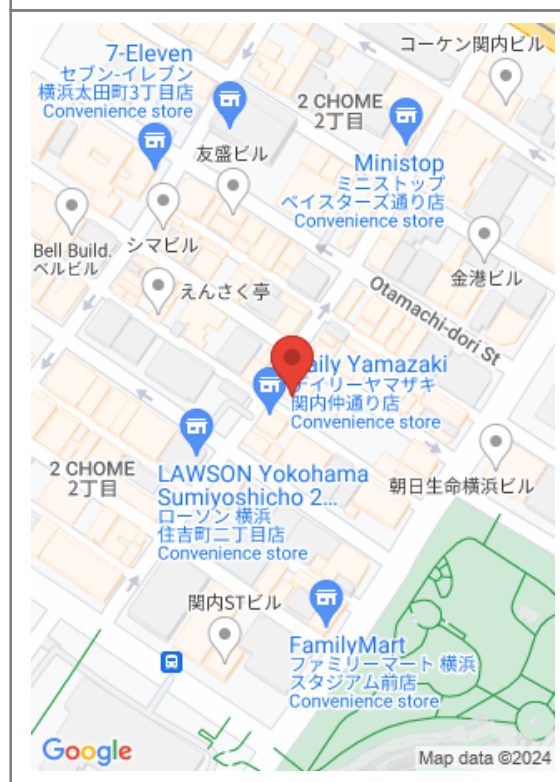 コーケン関内ビル
7-Eleven
セブン-イレブン
横浜太田町3丁目店
Convenience store
2 CHOME
2丁目
友盛ビル
Ministop
ミニストップ
ベイスターズ通り店
Convenience store
Bell Build.
ベルビル
シマビル
金港ビル
えんさく亭
Otamachi-dori St
aily Yamazaki
デイリーヤマザキ
関内仲通り店
Convenience store
2 CHOME
2丁目
LAWSON Yokohama
Sumiyoshicho 2...
ローソン 横浜
住吉町二丁目店
Convenience store
朝日生命横浜ビル
関内STビル
FamilyMart
ファミリーマート 横浜
スタジアム前店
Convenience store
Google
Map data ©2024